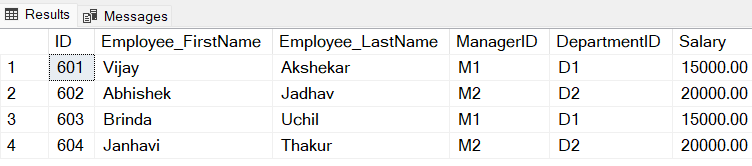 Results Messages
ID Employee_FirstName Employee_LastName ManagerID DepartmentID Salary
1 601 Vijay Akshekar M1 D1 15000.00
2 602 Abhishek Jadhav M2 D2 20000.00
3 603 Brinda Uchil M1 D1 15000.00
4 604 Janhavi Thakur M2 D2 20000.00